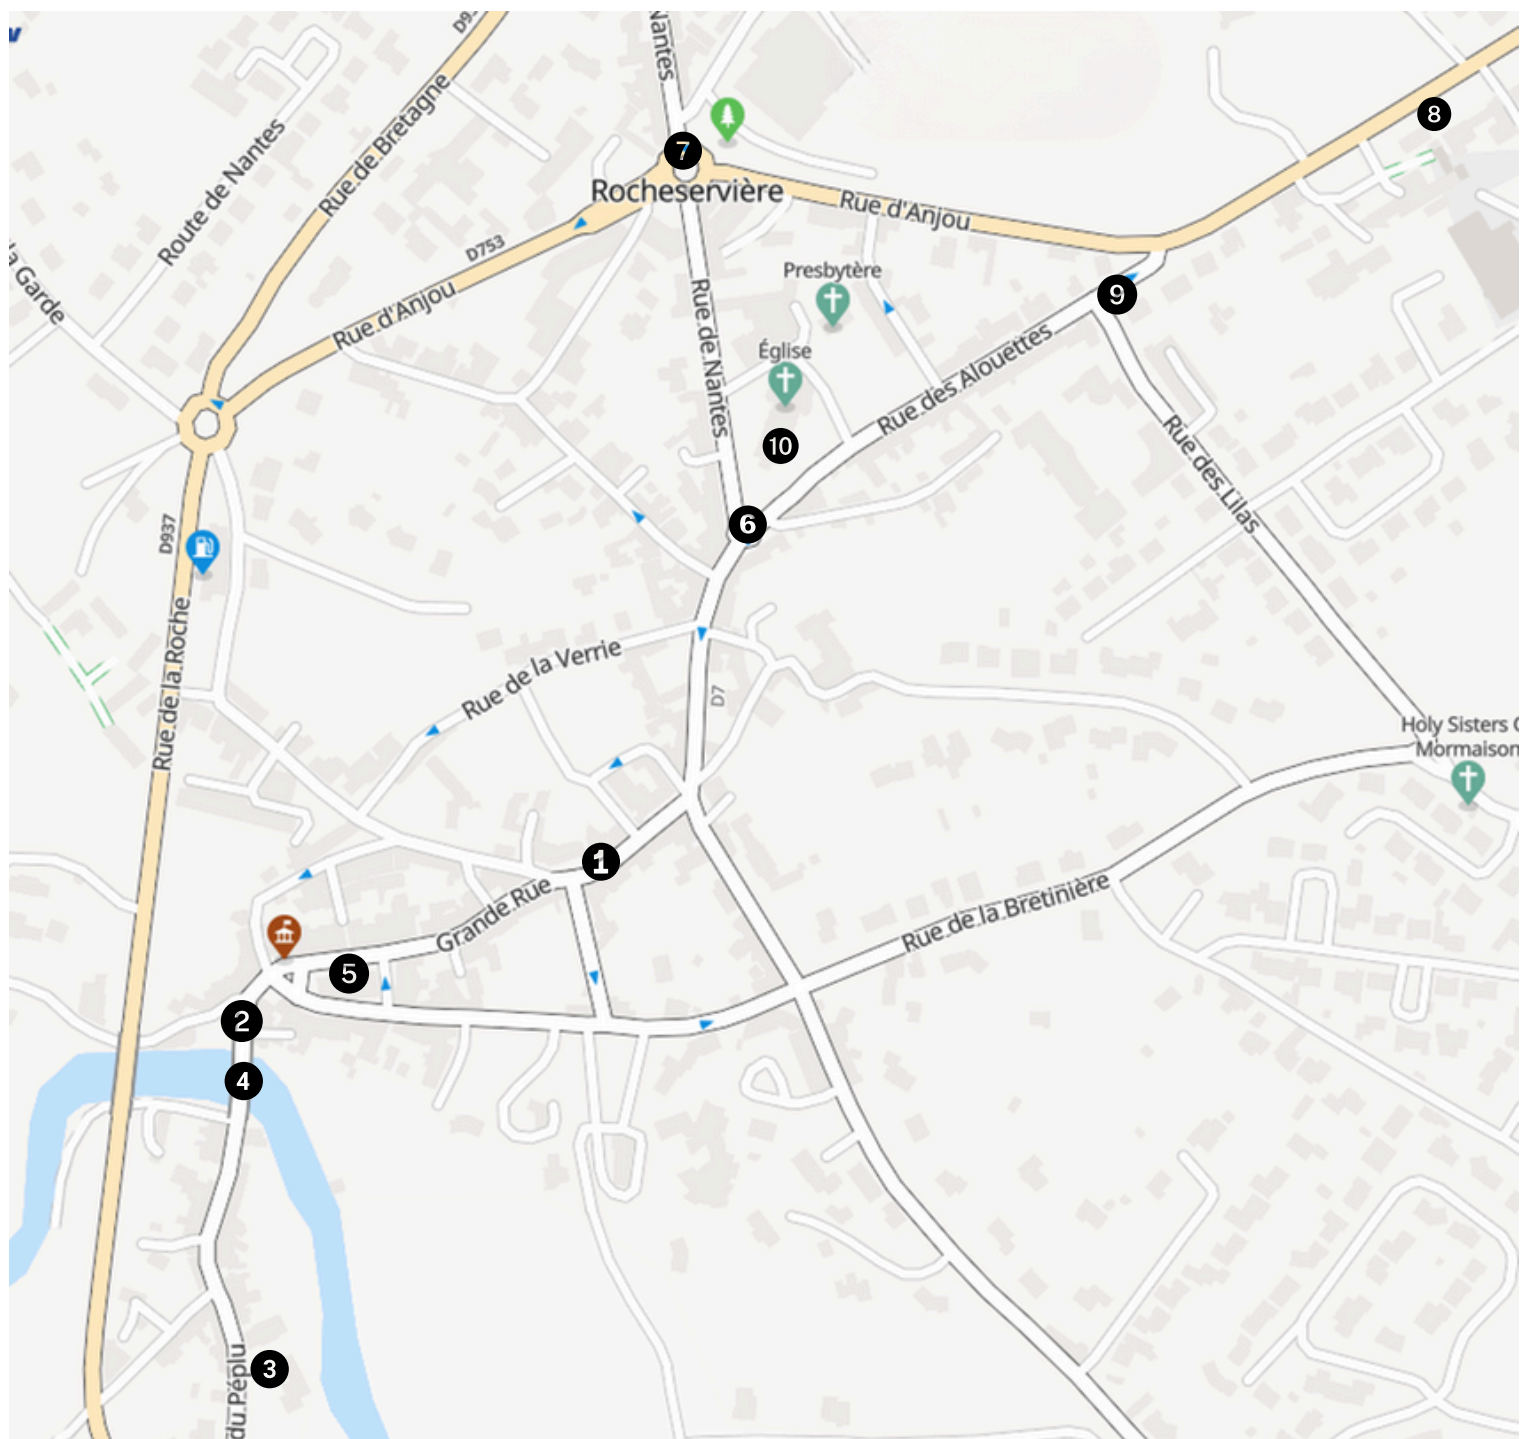 Nantes
D9
8
Rue de Bretagne
Route de Nantes
7
Rocheservière
Rue d'Anjou
D753
la Garde
Presbytère
9
Rue d'Anjou
Rue de Nantes
Église
Rue des Alouettes
10
Rue des Lilas
6
D937
Rue de la Roche
Rue de la Verrie
D7
Holy Sisters
Mormaison
1
Grande Rue
Rue de la Bretinière
5
2
4
3
du Péplu